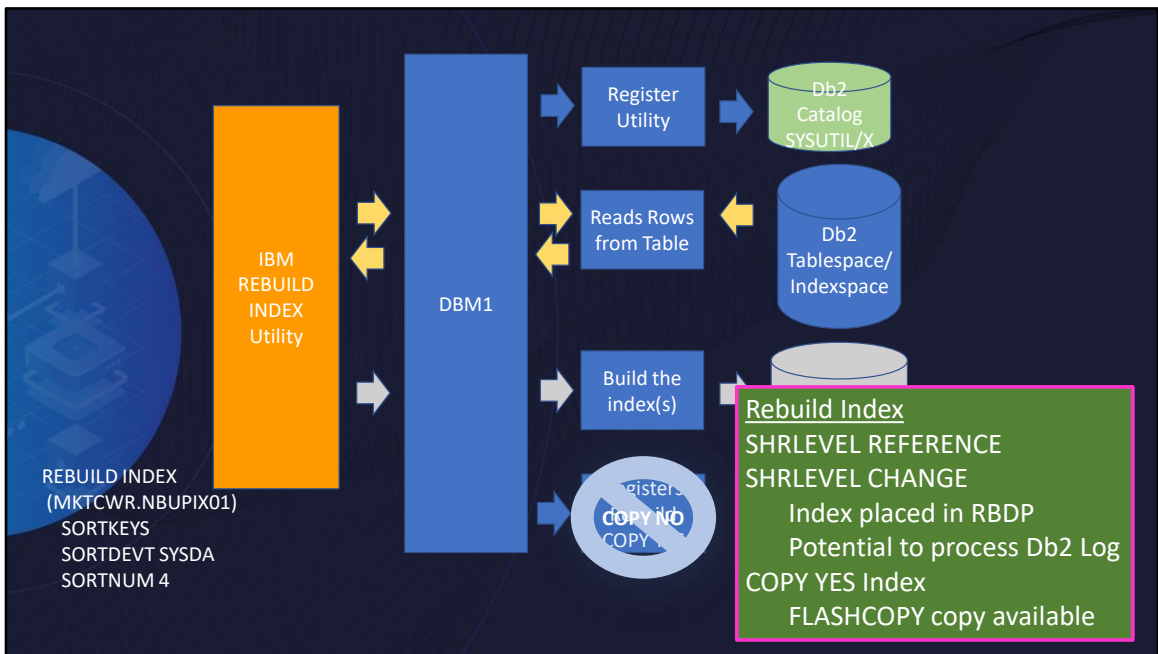 IBM
REBUILD
INDEX
Utility
DBM1
Register
Utility
Db2
Catalog
SYSUTIL/X
Reads Rows
from Table
Db2
Tablespace/
Indexspace
Build the
index(s)
COPY NO
COPY
REBUILD INDEX
(MKTCWR.NBUPIX01)
SORTKEYS
SORTDEVT SYSDA
SORTNUM 4
Rebuild Index
SHRLEVEL REFERENCE
SHRLEVEL CHANGE
Index placed in RBDP
Potential to process Db2 Log
COPY YES Index
FLASHCOPY copy available